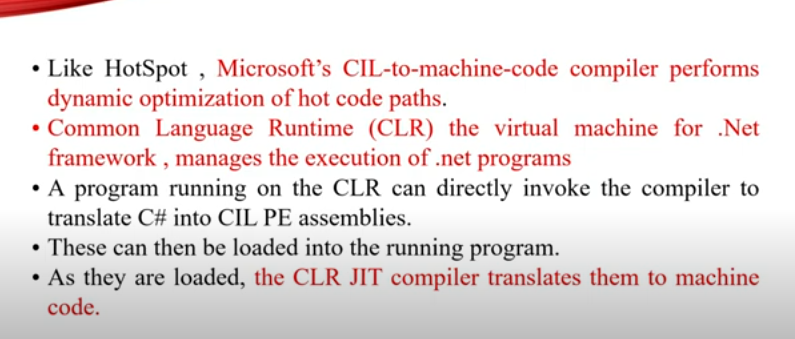 • Like HotSpot , Microsoft's CIL-to-machine-code compiler performs
dynamic optimization of hot code paths.
• Common Language Runtime (CLR) the virtual machine for .Net
framework , manages the execution of .net programs
• A program running on the CLR can directly invoke the compiler to
translate C# into CIL PE assemblies.
• These can then be loaded into the running program.
• As they are loaded, the CLR JIT compiler translates them to machine
code.